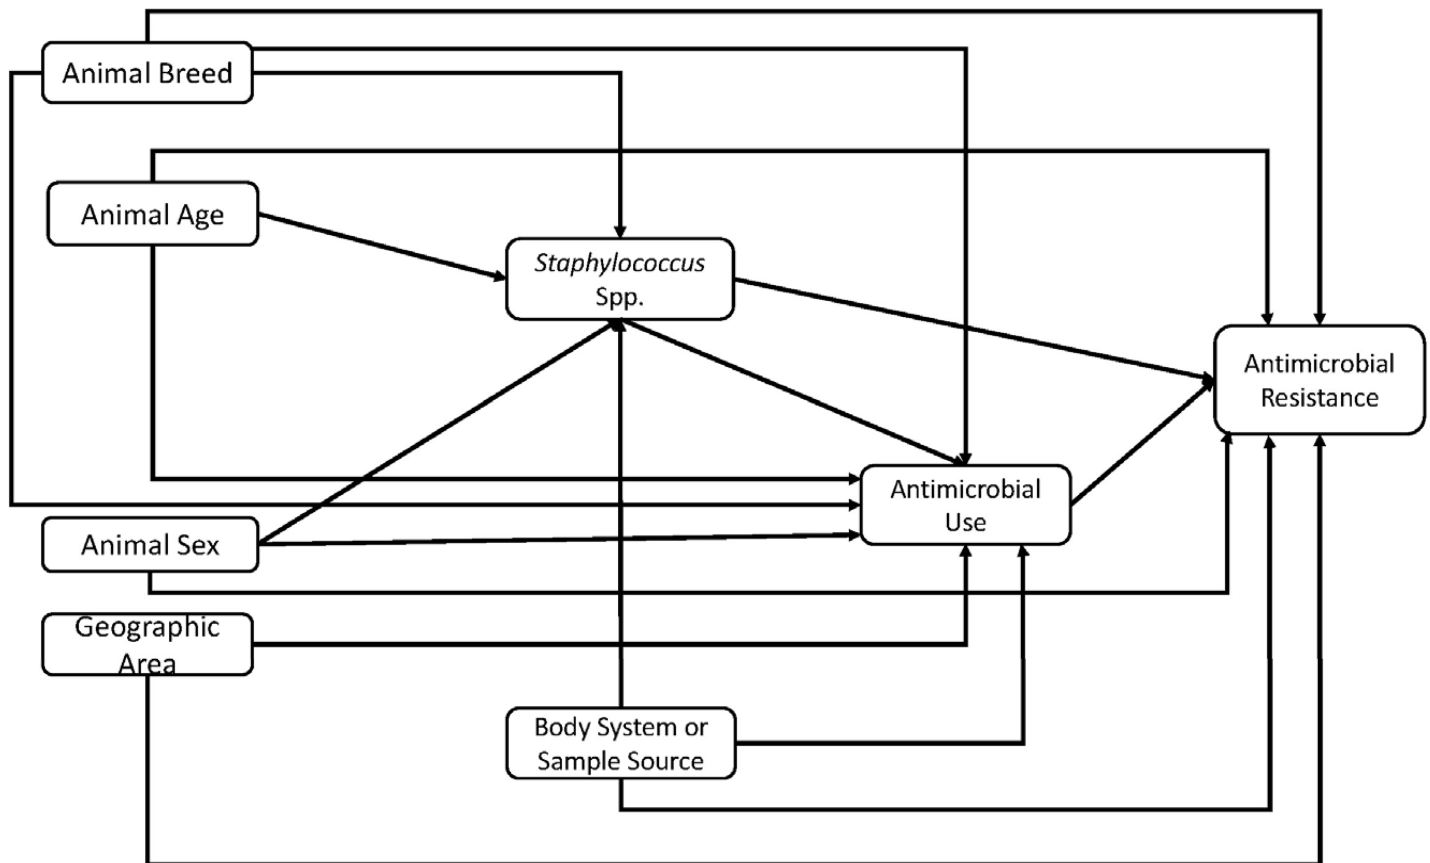 Animal Breed
Animal Age
Staphylococcus
Spp.
Antimicrobial
Resistance
Antimicrobial
Use
Animal Sex
Geographic
Area
Body System or
Sample Source